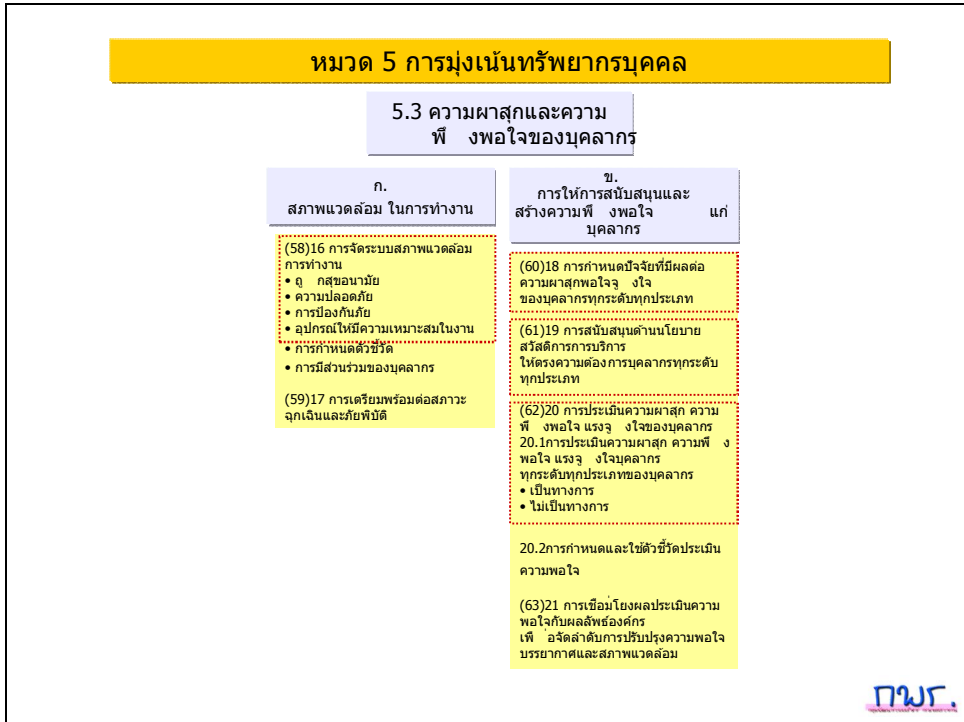 หมวด 5 การมุ่งเน้นทรัพยากรบุคคล
5.3 ความผาสุกและความ
พึ งพอใจของบุคลากร
ก.
สภาพแวดล้อม ในการทำงาน
(58)16 การจัดระบบสภาพแวดล้อม
การทำงาน
• ถู กสุขอนามัย
• ความปลอดภัย
• การป้องกันภัย
• อุปกรณ์ให้มีความเหมาะสมในงาน
• การกำหนดตัวชี้วัด
• การมีส่วนร่วมของบุคลากร
(59)17 การเตรียมพร้อมต่อสภาวะ
ฉุกเฉินและภัยพิบัติ
ข.
การให้การสนับสนุนและ
สร้างความพึ งพอใจ แก่
บุคลากร
(60)18 การกำหนดปัจจัยที่มีผลต่อ
ความผาสุกพอใจจู งใจ
ของบุคลากรทุกระดับทุกประเภท
(61)19 การสนับสนุนด้านนโยบาย
สวัสดิการการบริการ
ให้ตรงความต้องการบุคลากรทุกระดับ
ทุกประเภท
(62)20 การประเมินความผาสุก ความ
พึ งพอใจ แรงจู งใจของบุคลากร
20.1การประเมินความผาสุก ความพึ ง
พอใจ แรงจู งใจบุคลากร
ทุกระดับทุกประเภทของบุคลากร
• เป็นทางการ
• ไม่เป็นทางการ
20.2การกำหนดและใช้ตัวชี้วัดประเมิน
ความพอใจ
(63)21 การเชื่อมโยงผลประเมินความ
พอใจกับผลลัพธ์องค์กร
เพื ่อจัดลำดับการปรับปรุงความพอใจ
บรรยากาศและสภาพแวดล้อม
กพร.